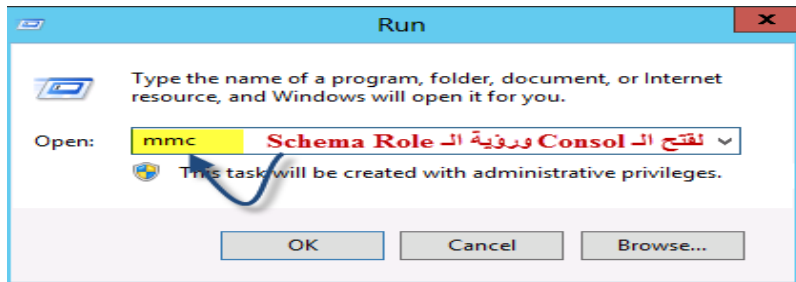 Run
Type the name of a program, folder, document, or Internet
resource, and Windows will open it for you.
Open:
mmc
لفتح الـ Consol ورؤية الـ Schema Role
This task will be created with administrative privileges.
OK
Cancel
Browse...